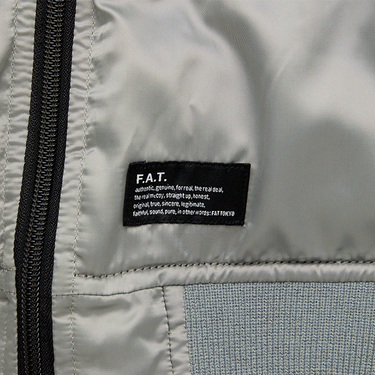 F.A.T.
authentic, genuine, for real, the real deal,
the real mccoy, straight up, honest,
original, true, sincere, legitimate,
faithful, sound, pure, in other words: FAT TOKYO